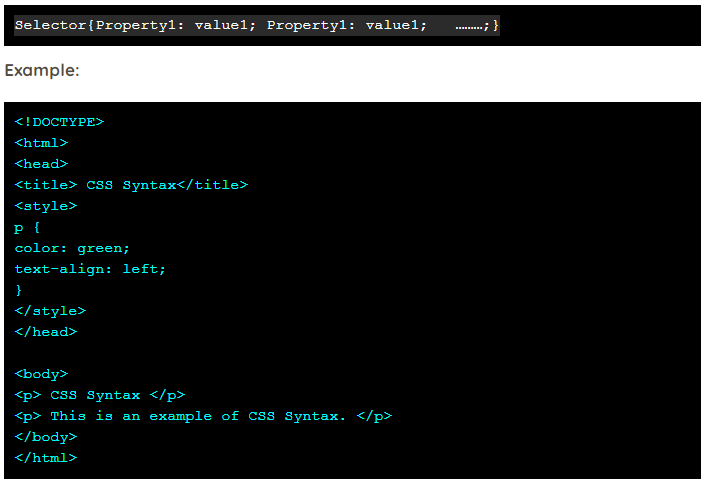 Selector{Property1: value1; Property1: value1;   ………;}
Example:
<!DOCTYPE>
<html>
<head>
<title> CSS Syntax</title>
<style>
p {
color: green;
text-align: left;
}
</style>
</head>

<body>
<p> CSS Syntax </p>
<p> This is an example of CSS Syntax. </p>
</body>
</html>